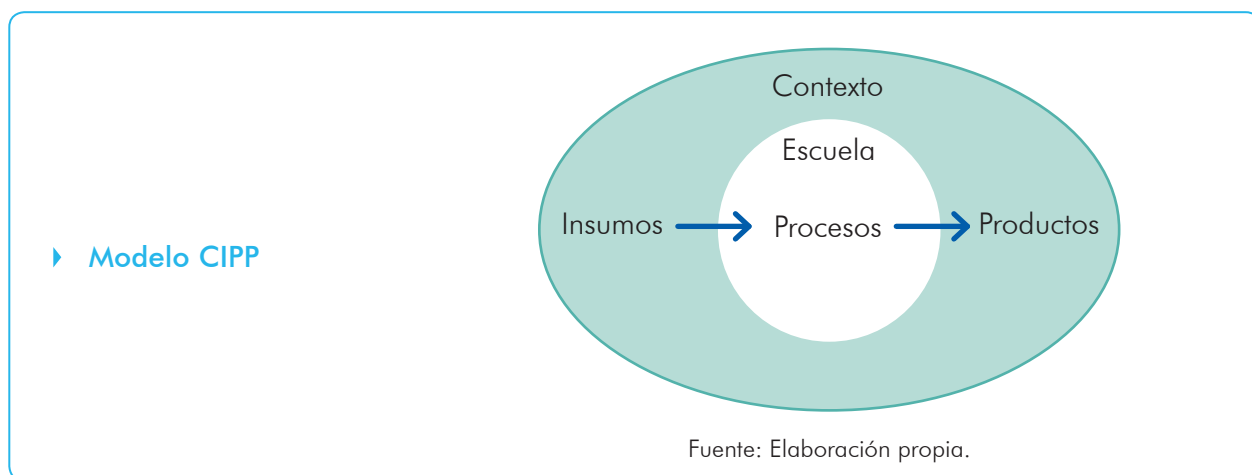 Contexto
Escuela
Insumos
Procesos
Productos
Modelo CIPP
Fuente: Elaboración propia.